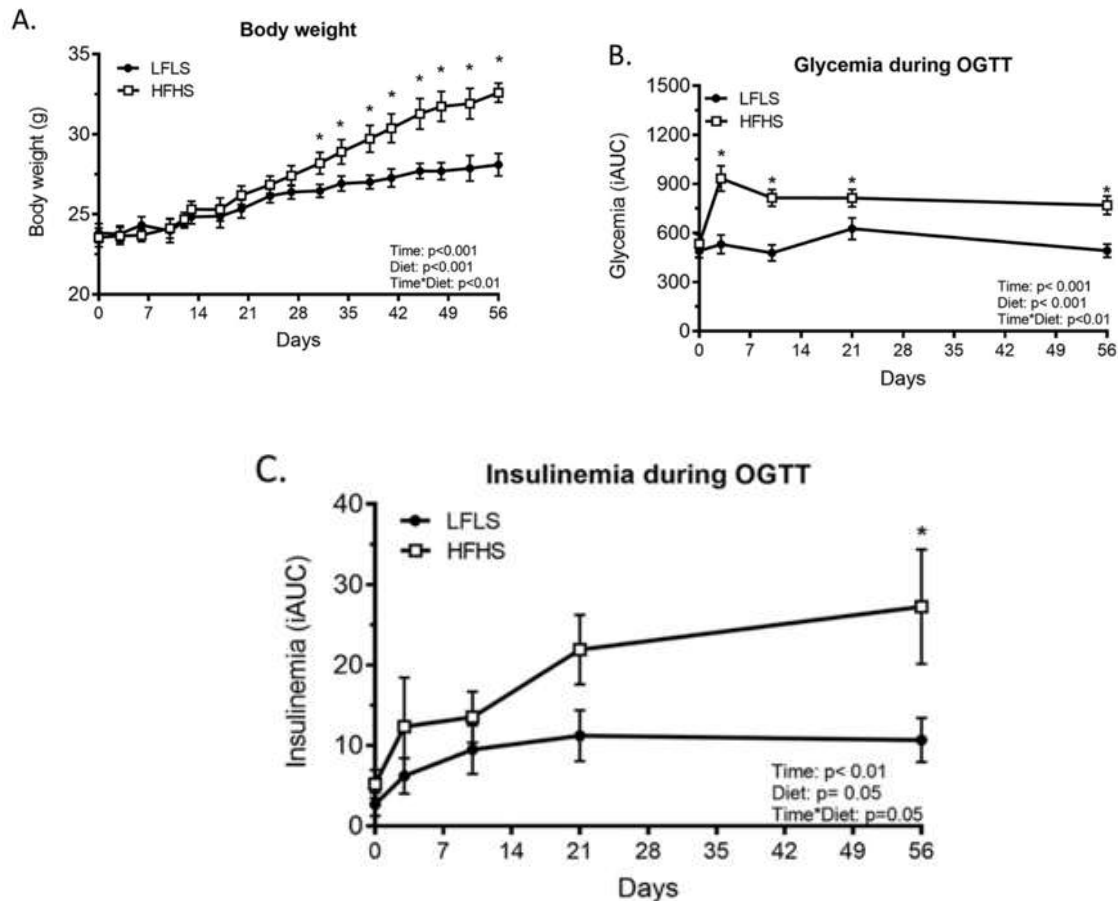 A.
Body weight
LFLS
HFHS
Body weight (g)
35
30
25
20
* * * * * * * *
Time: p<0.001
Diet: p<0.001
Time*Diet: p<0.01
0 7 14 21 28 35 42 49 56
Days
B.
Glycemia during OGTT
LFLS
HFHS
Glycemia (iAUC)
1500
1200
900
600
300
0
* * * *
Time: p< 0.001
Diet: p< 0.001
Time*Diet: p<0.01
0 7 14 21 28 35 42 49 56
Days
C.
Insulinemia during OGTT
LFLS
HFHS
Insulinemia (iAUC)
40
30
20
10
0
*
Time: p< 0.01
Diet: p= 0.05
Time*Diet: p=0.05
0 7 14 21 28 35 42 49 56
Days